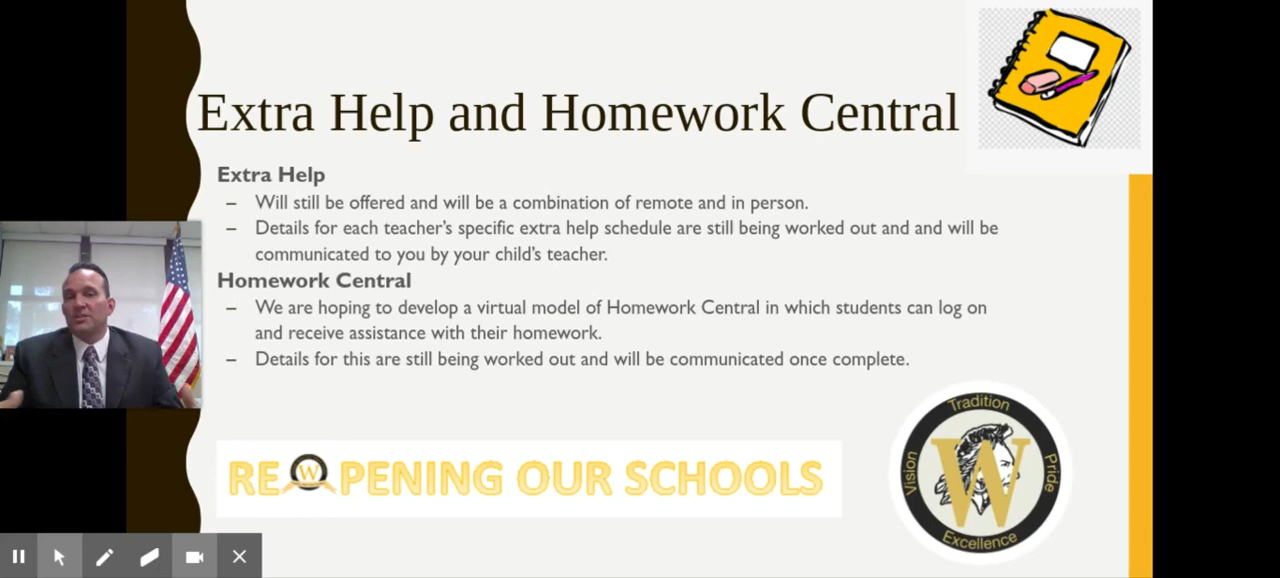 Extra Help and Homework Central
Extra Help
– Will still be offered and will be a combination of remote and in person.
– Details for each teacher's specific extra help schedule are still being worked out and and will be
communicated to you by your child's teacher.
Homework Central
– We are hoping to develop a virtual model of Homework Central in which students can log on
and receive assistance with their homework.
– Details for this are still being worked out and will be communicated once complete.
REWPENING OUR SCHOOLS
Tradition
Vision
W
Pride
Excellence